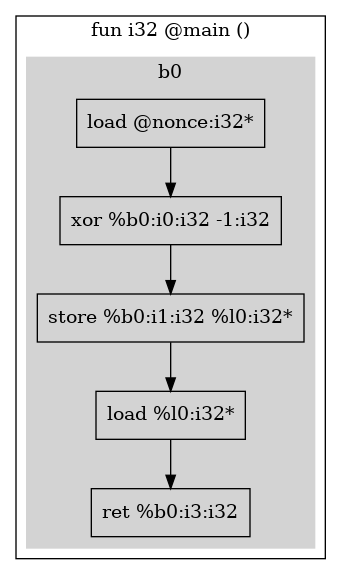 fun i32 @main ()
b0
load @nonce:i32*
xor %b0:i0:i32 -1:i32
store %b0:i1:i32 %l0:i32*
load %l0:i32*
ret %b0:i3:i32